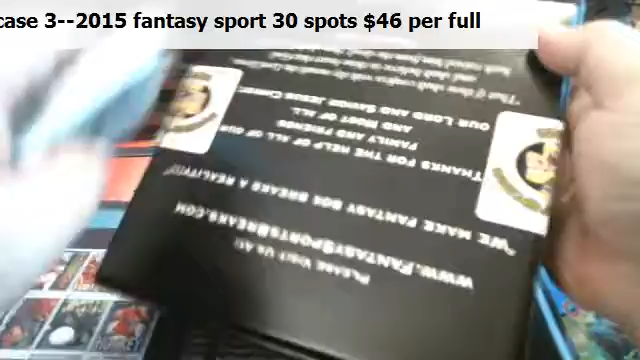 case 3--2015 fantasy sport 30 spots $46 per full
PLEASE VISIT US AT:
WWW.FANTASYSPORTSBREAKS.COM
"WE MAKE FANTASY BOX BREAKS A REALITY!!!"
THANKS FOR THE HELP OF ALL OF OUR
FAMILY AND FRIENDS
AND MOST OF ALL,
OUR LORD AND SAVIOR JESUS CHRIST